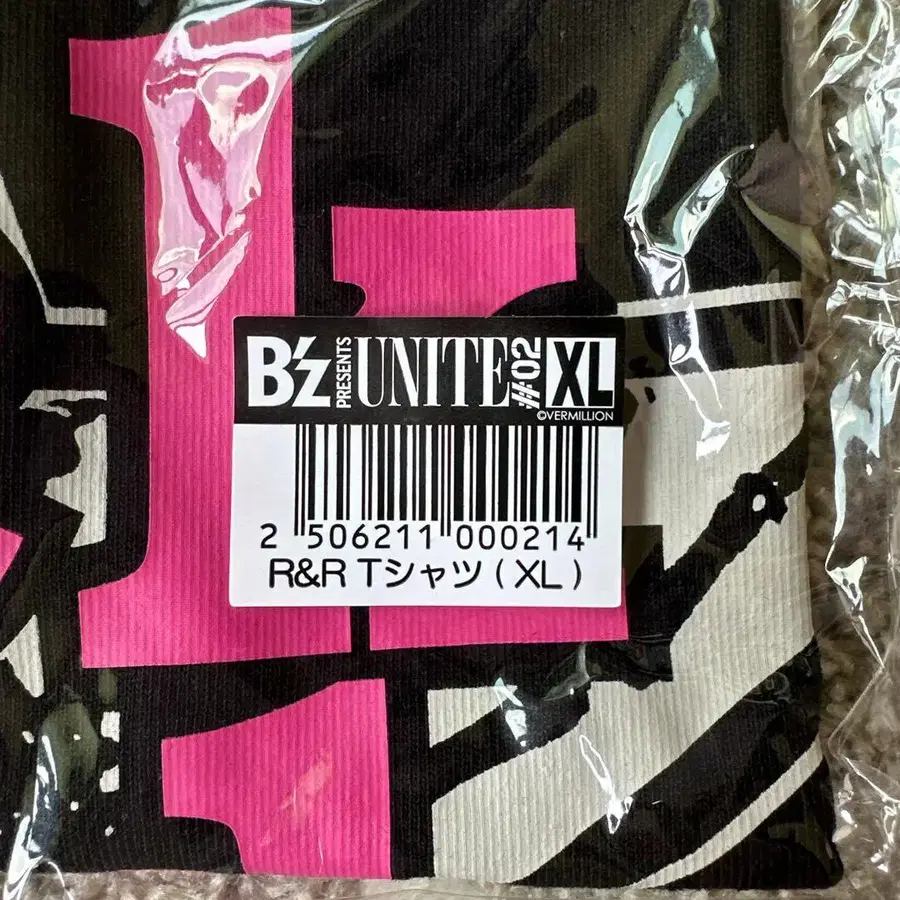 B'z PRESENTS UNITE #02 XL
©VERMILLION
2 506211 000214
R&R Tシャツ(XL)